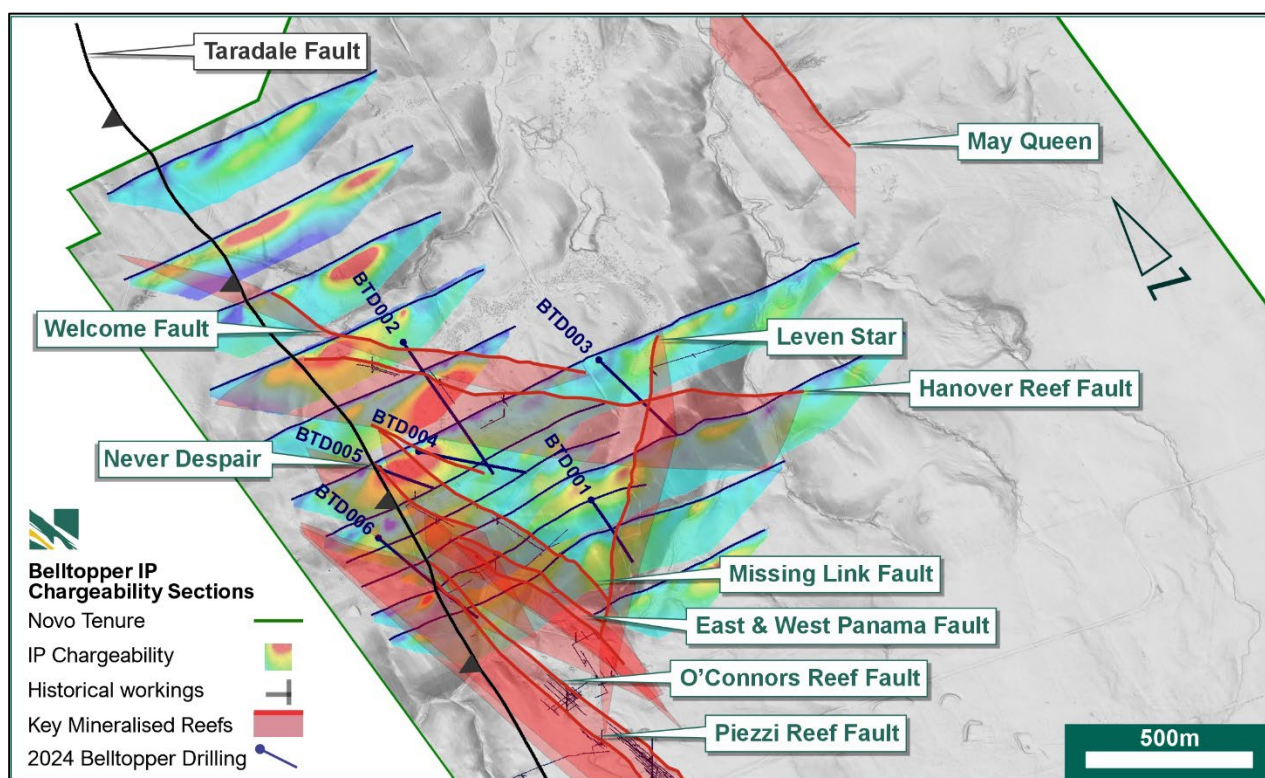 Taradale Fault
May Queen
Z
BTD002
BTD003
Welcome Fault
Leven Star
Hanover Reef Fault
BTD004
BTD005
Never Despair
BTD001
BTD006
Missing Link Fault
East & West Panama Fault
O'Connors Reef Fault
Piezzi Reef Fault
Belltopper IP
Chargeability Sections
Novo Tenure
IP Chargeability
Historical workings
Key Mineralised Reefs
2024 Belltopper Drilling
500m